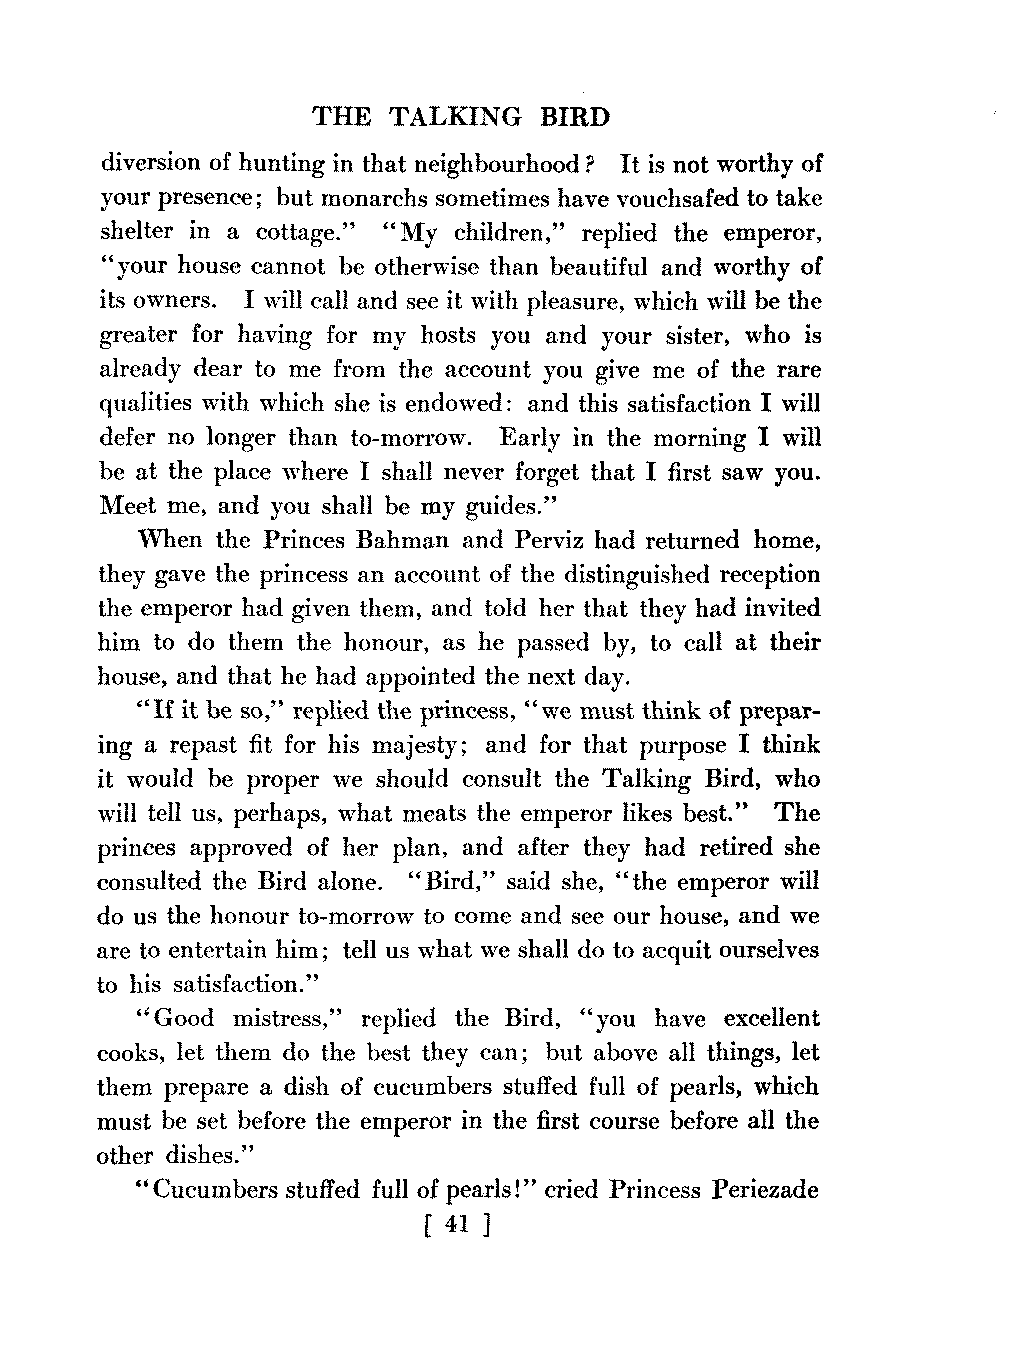 THE TALKING BIRD
diversion of hunting in that neighbourhood? It is not worthy of
your presence; but monarchs sometimes have vouchsafed to take
shelter in a cottage." "My children," replied the emperor,
"your house cannot be otherwise than beautiful and worthy of
its owners. I will call and see it with pleasure, which will be the
greater for having for my hosts you and your sister, who is
already dear to me from the account you give me of the rare
qualities with which she is endowed: and this satisfaction I will
defer no longer than to-morrow. Early in the morning I will
be at the place where I shall never forget that I first saw you.
Meet me, and you shall be my guides."
When the Princes Bahman and Perviz had returned home,
they gave the princess an account of the distinguished reception
the emperor had given them, and told her that they had invited
him to do them the honour, as he passed by, to call at their
house, and that he had appointed the next day.
"If it be so," replied the princess, "we must think of prepar-
ing a repast fit for his majesty; and for that purpose I think
it would be proper we should consult the Talking Bird, who
will tell us, perhaps, what meats the emperor likes best." The
princes approved of her plan, and after they had retired she
consulted the Bird alone. "Bird," said she, "the emperor will
do us the honour to-morrow to come and see our house, and we
are to entertain him; tell us what we shall do to acquit ourselves
to his satisfaction."
"Good mistress," replied the Bird, "you have excellent
cooks, let them do the best they can; but above all things, let
them prepare a dish of cucumbers stuffed full of pearls, which
must be set before the emperor in the first course before all the
other dishes."
"Cucumbers stuffed full of pearls!" cried Princess Periezade
[ 41 ]